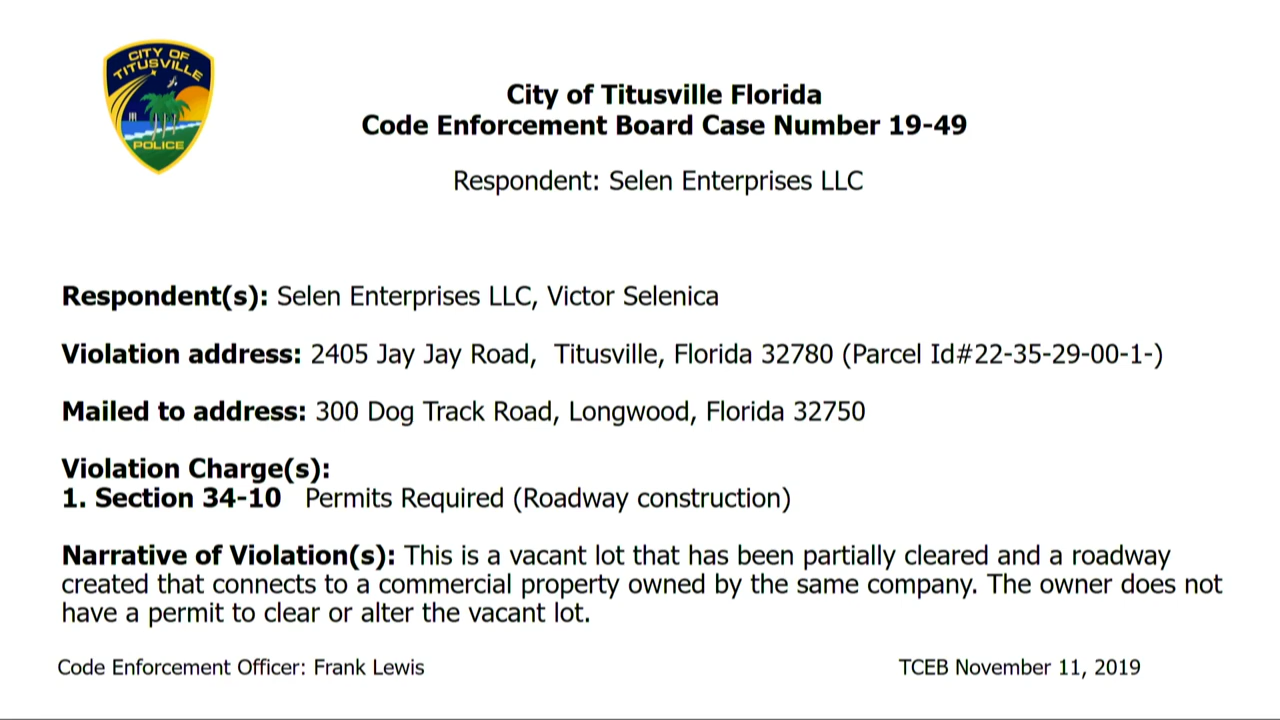 CITY OF
TITUSVILLE
POLICE
City of Titusville Florida
Code Enforcement Board Case Number 19-49
Respondent: Selen Enterprises LLC
Respondent(s): Selen Enterprises LLC, Victor Selenica
Violation address: 2405 Jay Jay Road,  Titusville, Florida 32780 (Parcel Id#22-35-29-00-1-)
Mailed to address: 300 Dog Track Road, Longwood, Florida 32750
Violation Charge(s):
1. Section 34-10   Permits Required (Roadway construction)
Narrative of Violation(s): This is a vacant lot that has been partially cleared and a roadway
created that connects to a commercial property owned by the same company. The owner does not
have a permit to clear or alter the vacant lot.
Code Enforcement Officer: Frank Lewis
TCEB November 11, 2019